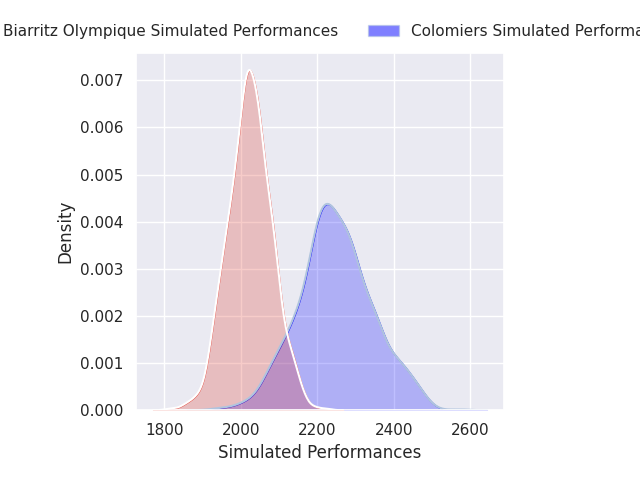 Biarritz Olympique Simulated Performances Colomiers Simulated
0.007
0.006
0.005
0.004
0.003
0.002
0.001
0.000
Density
1800 2000 2200 2400 2600
Simulated Performances